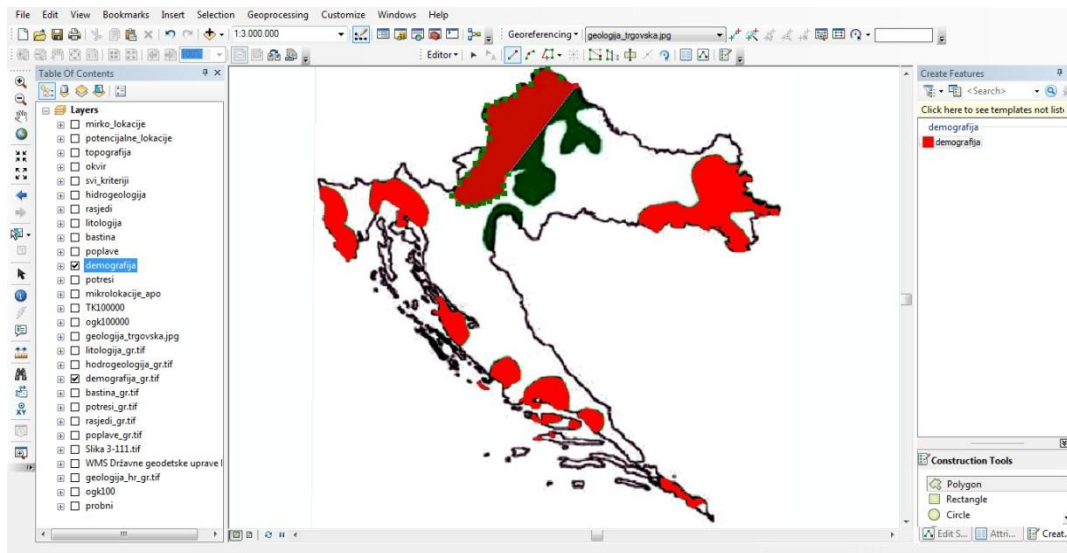 File Edit View Bookmarks Insert Selection Geoprocessing Customize Windows Help
1:3.000.000 Georeferencing geologija_trgovska.jpg
100% Editor
Table Of Contents
Layers
mirko_lokacije
potencijalne_lokacije
topografija
okvir
svi_kriteriji
hidrogeologija
rasjedi
litologija
bastina
poplave
demografija
potresi
mikrolokacije_apo
TK100000
ogk100000
geologija_trgovska.jpg
litologija_gr.tif
hodrogeologija_gr.tif
demografija_gr.tif
bastina_gr.tif
potresi_gr.tif
rasjedi_gr.tif
poplave_gr.tif
Slika 3-111.tif
WMS Državne geodetske uprave
geologija_hr_gr.tif
ogk100
probni
Create Features
<Search>
Click here to see templates not liste
demografija
demografija
Construction Tools
Polygon
Rectangle
Circle
Edit S... Attri... Creat...